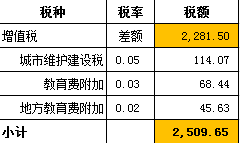 税种 税率 税额
增值税 差额 2,281.50
城市维护建设税 0.05 114.07
教育费附加 0.03 68.44
地方教育费附加 0.02 45.63
小计 2,509.65